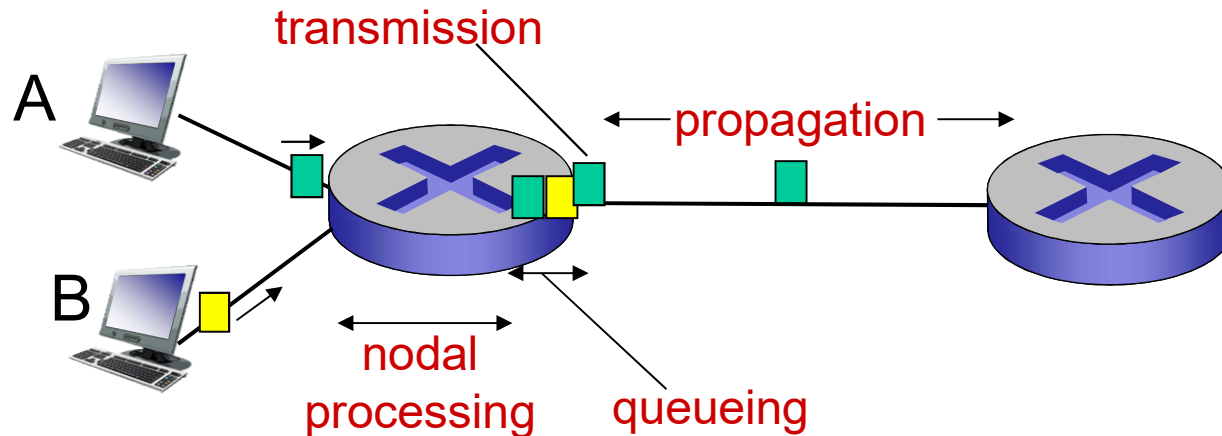 transmission
A
propagation
B
nodal
processing
queueing